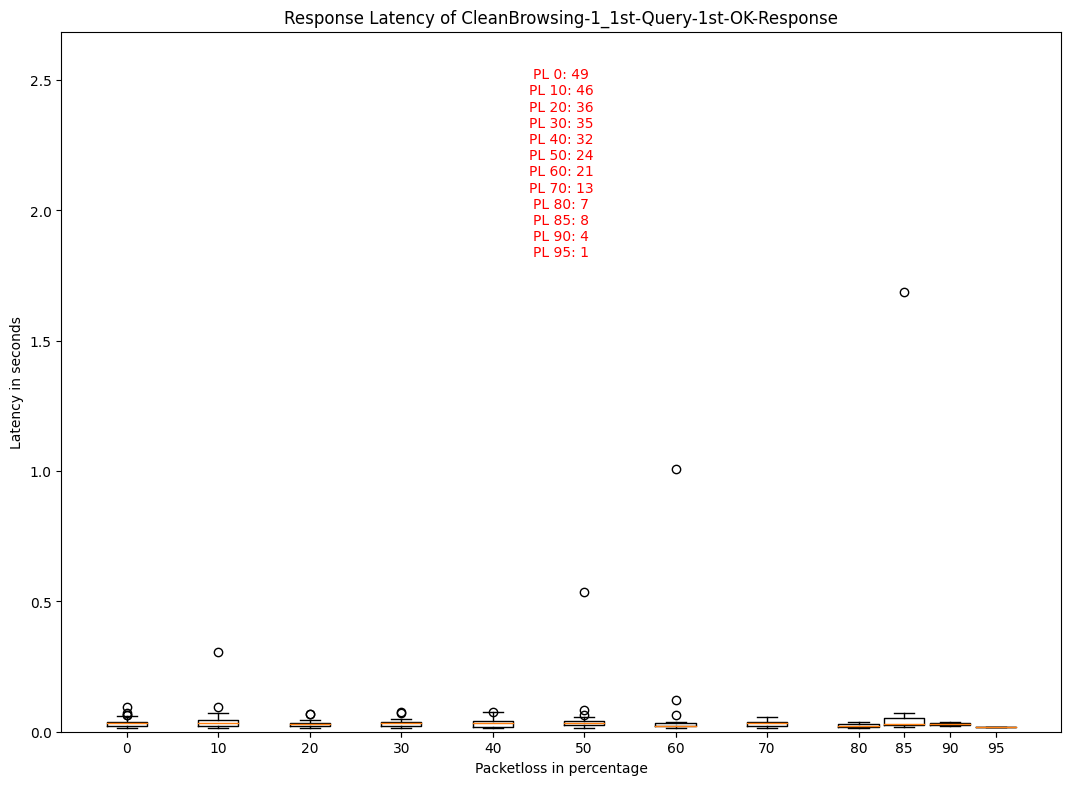 Response Latency of CleanBrowsing-1_1st-Query-1st-OK-Response
PL 0: 49
PL 10: 46
PL 20: 36
PL 30: 35
PL 40: 32
PL 50: 24
PL 60: 21
PL 70: 13
PL 80: 7
PL 85: 8
PL 90: 4
PL 95: 1
Latency in seconds
2.5
2.0
1.5
1.0
0.5
0.0
0 10 20 30 40 50 60 70 80 85 90 95
Packetloss in percentage